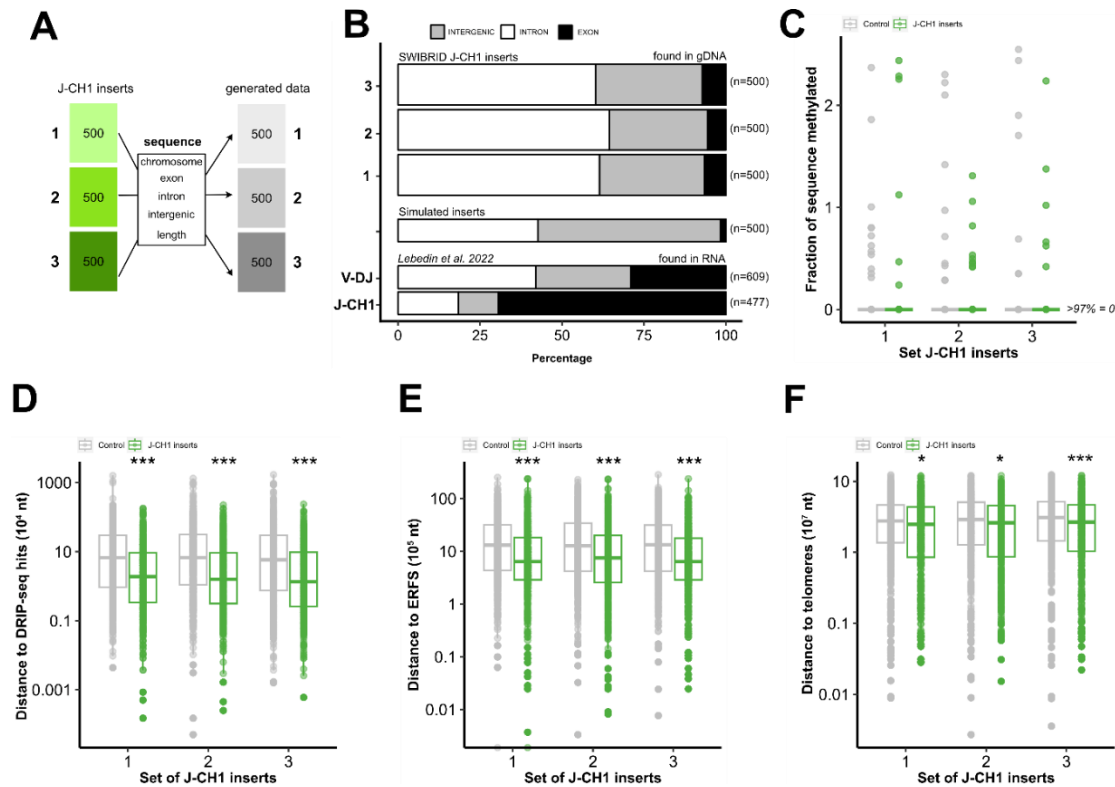 A
J-CH1 inserts
generated data
1
500
sequence
500
1
chromosome
exon
2
500
intron
500
2
intergenic
length
3
500
500
3
B
INTERGENIC INTRON EXON
SWIBRID J-CH1 inserts found in gDNA
3 (n=500)
2 (n=500)
1 (n=500)
Simulated inserts
- (n=500)
Lebedin et al. 2022 found in RNA
V-DJ (n=609)
J-CH1 (n=477)
0 25 50 75 100
Percentage
C
Control J-CH1 inserts
Fraction of sequence methylated
2
1
0
>97% = 0
1 2 3
Set J-CH1 inserts
D
Control J-CH1 inserts
*** *** ***
Distance to DRIP-seq hits (10⁴ nt)
1000
10
0.1
0.001
1 2 3
Set of J-CH1 inserts
E
Control J-CH1 inserts
*** *** ***
Distance to ERFS (10⁵ nt)
100
10
1
0.1
0.01
1 2 3
Set of J-CH1 inserts
F
Control J-CH1 inserts
* * ***
Distance to telomeres (10⁷ nt)
10
1
0.1
0.01
1 2 3
Set of J-CH1 inserts